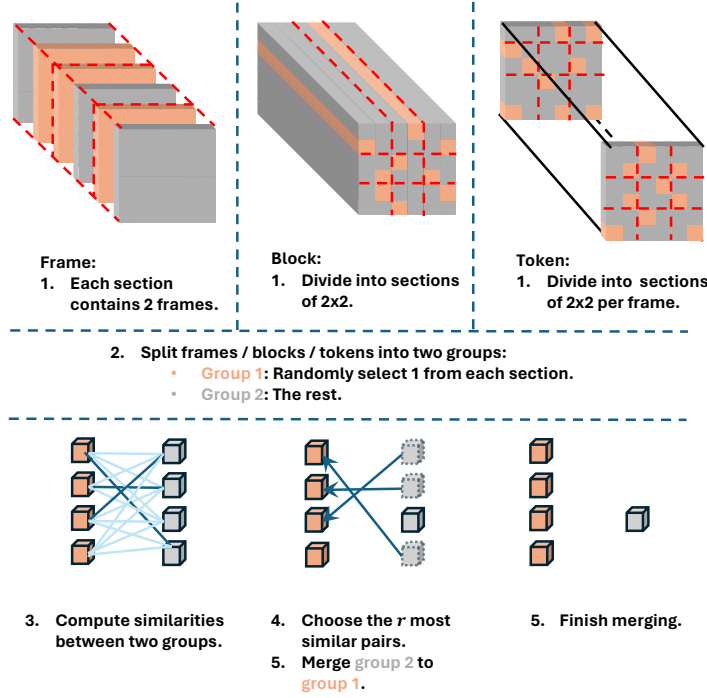 Frame:
1. Each section
contains 2 frames.
Block:
1. Divide into sections
of 2x2.
Token:
1. Divide into sections
of 2x2 per frame.
2. Split frames / blocks / tokens into two groups:
• Group 1: Randomly select 1 from each section.
• Group 2: The rest.
3. Compute similarities
between two groups.
4. Choose the r most
similar pairs.
5. Merge group 2 to
group 1.
5. Finish merging.